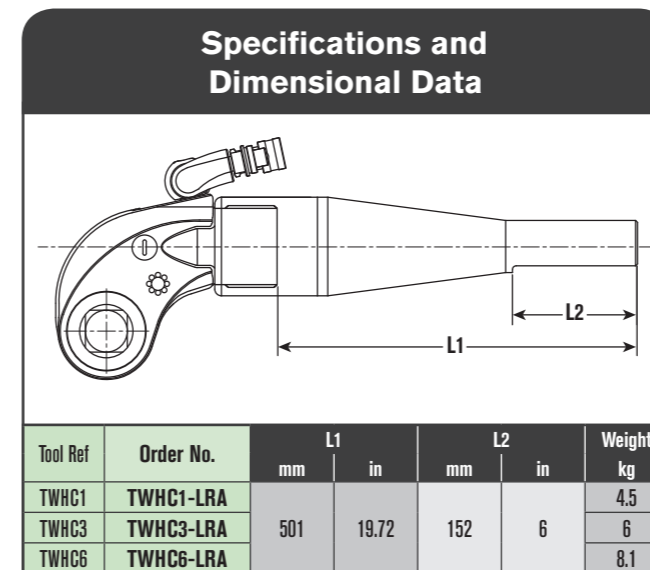 Specifications and
Dimensional Data
L2
L1
Tool Ref Order No. L1 L2 Weight
mm in mm in kg
TWHC1 TWHC1-LRA 4.5
TWHC3 TWHC3-LRA 501 19.72 152 6 6
TWHC6 TWHC6-LRA 8.1